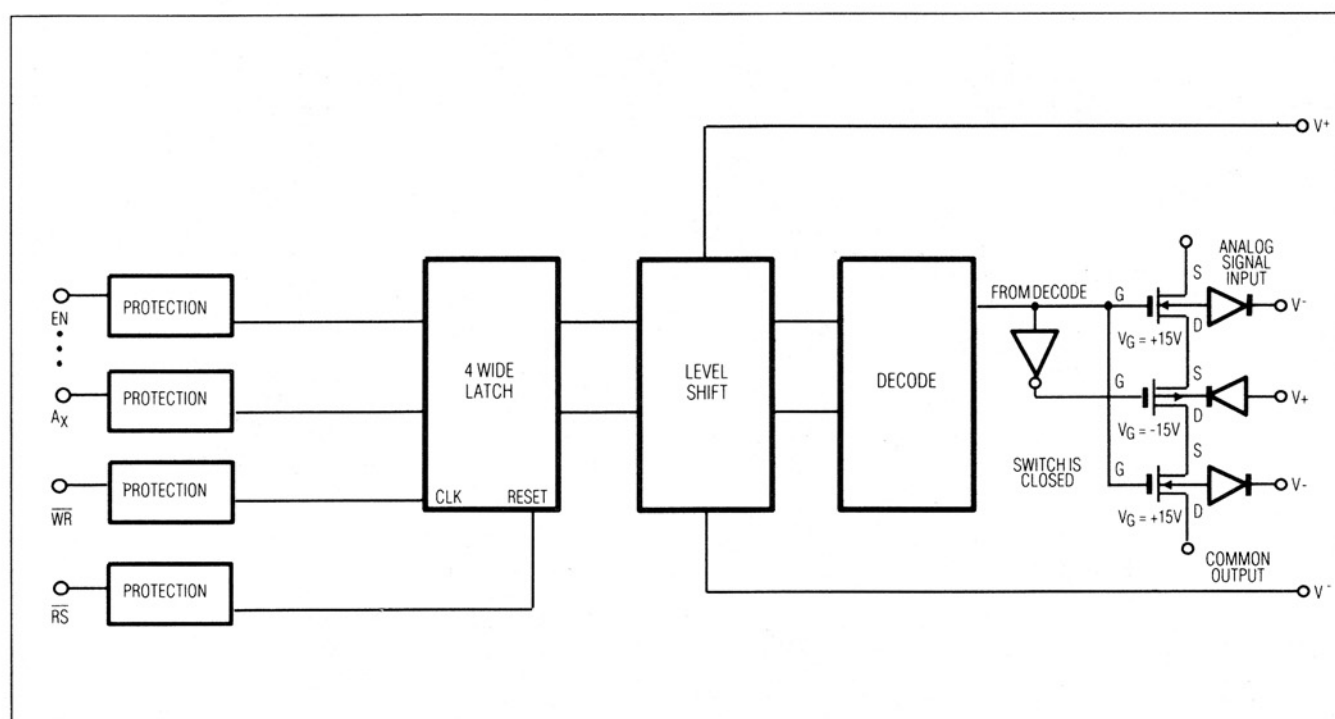 V+
EN
PROTECTION
AX
PROTECTION
WR
PROTECTION
RS
PROTECTION
4 WIDE
LATCH
CLK
RESET
LEVEL
SHIFT
DECODE
FROM DECODE
G
S
D
VG = +15V
ANALOG
SIGNAL
INPUT
V-
G
S
D
VG = -15V
V+
SWITCH IS
CLOSED
G
S
D
VG = +15V
V-
COMMON
OUTPUT
V-